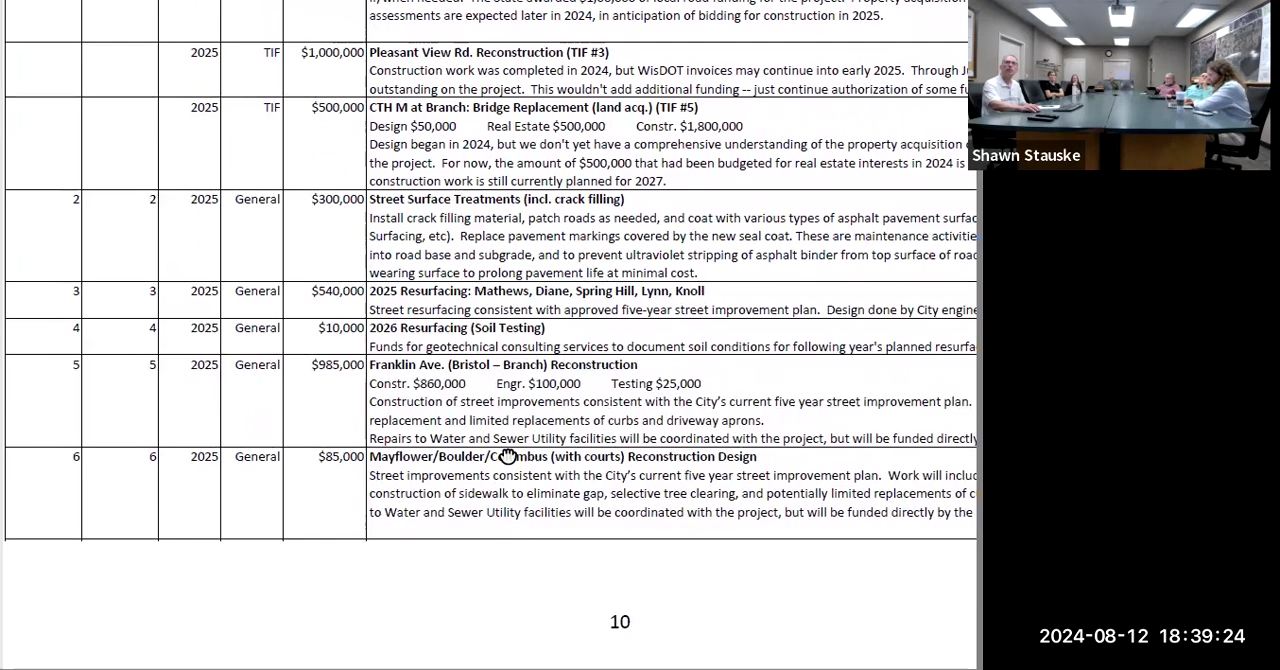 assessments are expected later in 2024, in anticipation of bidding for construction in 2025.
2025 TIF $1,000,000 Pleasant View Rd. Reconstruction (TIF #3)
Construction work was completed in 2024, but WisDOT invoices may continue into early 2025. Through
outstanding on the project. This wouldn't add additional funding -- just continue authorization of some
2025 TIF $500,000 CTH M at Branch: Bridge Replacement (land acq.) (TIF #5)
Design $50,000 Real Estate $500,000 Constr. $1,800,000
Design began in 2024, but we don't yet have a comprehensive understanding of the property acquisition
the project. For now, the amount of $500,000 that had been budgeted for real estate interests in 2024 is
construction work is still currently planned for 2027.
2 2 2025 General $300,000 Street Surface Treatments (incl. crack filling)
Install crack filling material, patch roads as needed, and coat with various types of asphalt pavement surfac
Surfacing, etc). Replace pavement markings covered by the new seal coat. These are maintenance activitie
into road base and subgrade, and to prevent ultraviolet stripping of asphalt binder from top surface of road
wearing surface to prolong pavement life at minimal cost.
3 3 2025 General $540,000 2025 Resurfacing: Mathews, Diane, Spring Hill, Lynn, Knoll
Street resurfacing consistent with approved five-year street improvement plan. Design done by City engine
4 4 2025 General $10,000 2026 Resurfacing (Soil Testing)
Funds for geotechnical consulting services to document soil conditions for following year's planned resurfa
5 5 2025 General $985,000 Franklin Ave. (Bristol – Branch) Reconstruction
Constr. $860,000 Engr. $100,000 Testing $25,000
Construction of street improvements consistent with the City's current five year street improvement plan.
replacement and limited replacements of curbs and driveway aprons.
Repairs to Water and Sewer Utility facilities will be coordinated with the project, but will be funded directly
6 6 2025 General $85,000 Mayflower/Boulder/C mbus (with courts) Reconstruction Design
Street improvements consistent with the City's current five year street improvement plan. Work will includ
construction of sidewalk to eliminate gap, selective tree clearing, and potentially limited replacements of c
to Water and Sewer Utility facilities will be coordinated with the project, but will be funded directly by the
10
Shawn Stauske
2024-08-12 18:39:24